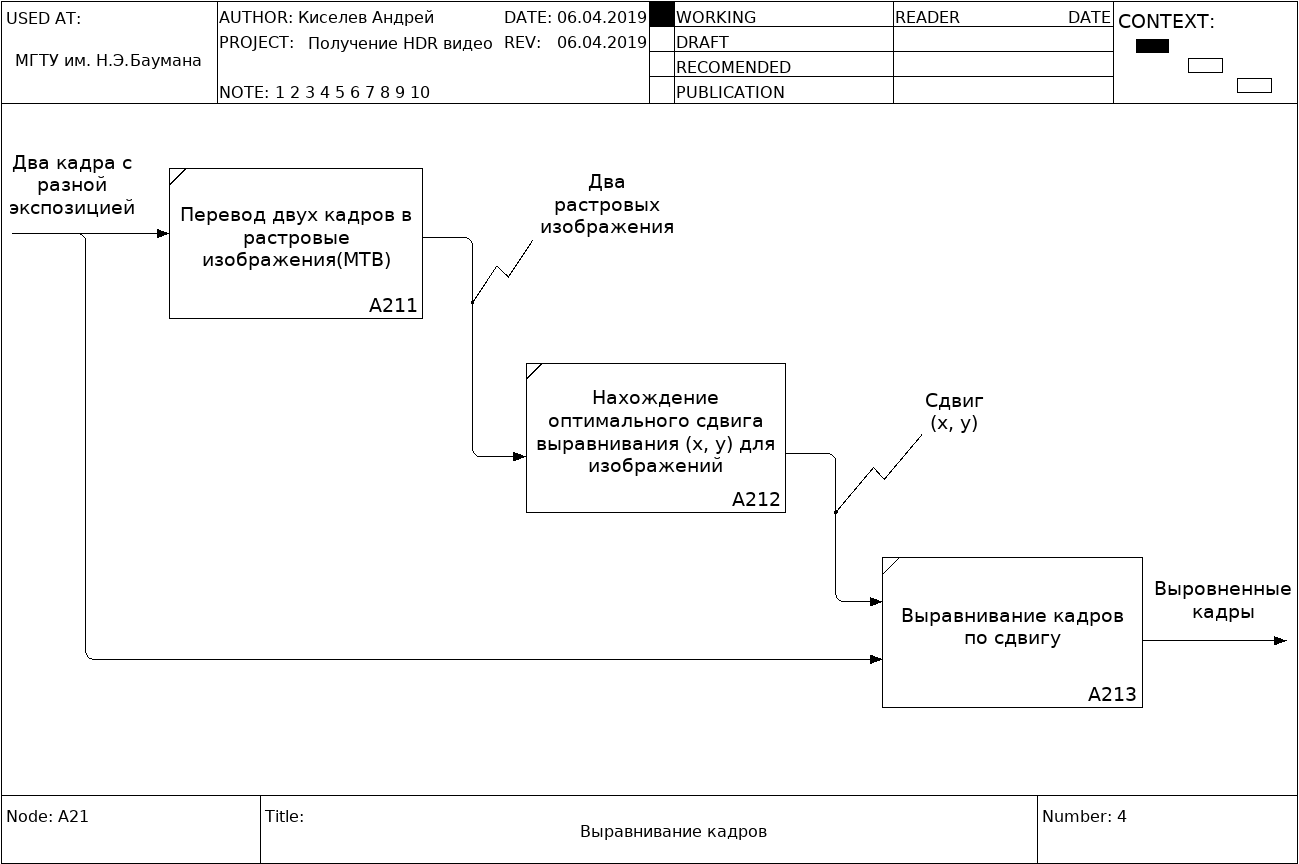 USED AT:
МГТУ им. Н.Э.Баумана
AUTHOR: Киселев Андрей DATE: 06.04.2019
PROJECT: Получение HDR видео REV: 06.04.2019
NOTE: 1 2 3 4 5 6 7 8 9 10
WORKING
DRAFT
RECOMENDED
PUBLICATION
READER DATE
CONTEXT:
Два кадра с
разной
экспозицией
Перевод двух кадров в
растровые
изображения(MTB)
A211
Два
растровых
изображения
Нахождение
оптимального сдвига
выравнивания (x, y) для
изображений
A212
Сдвиг
(x, y)
Выравнивание кадров
по сдвигу
A213
Выровненные
кадры
Node: A21
Title:
Выравнивание кадров
Number: 4